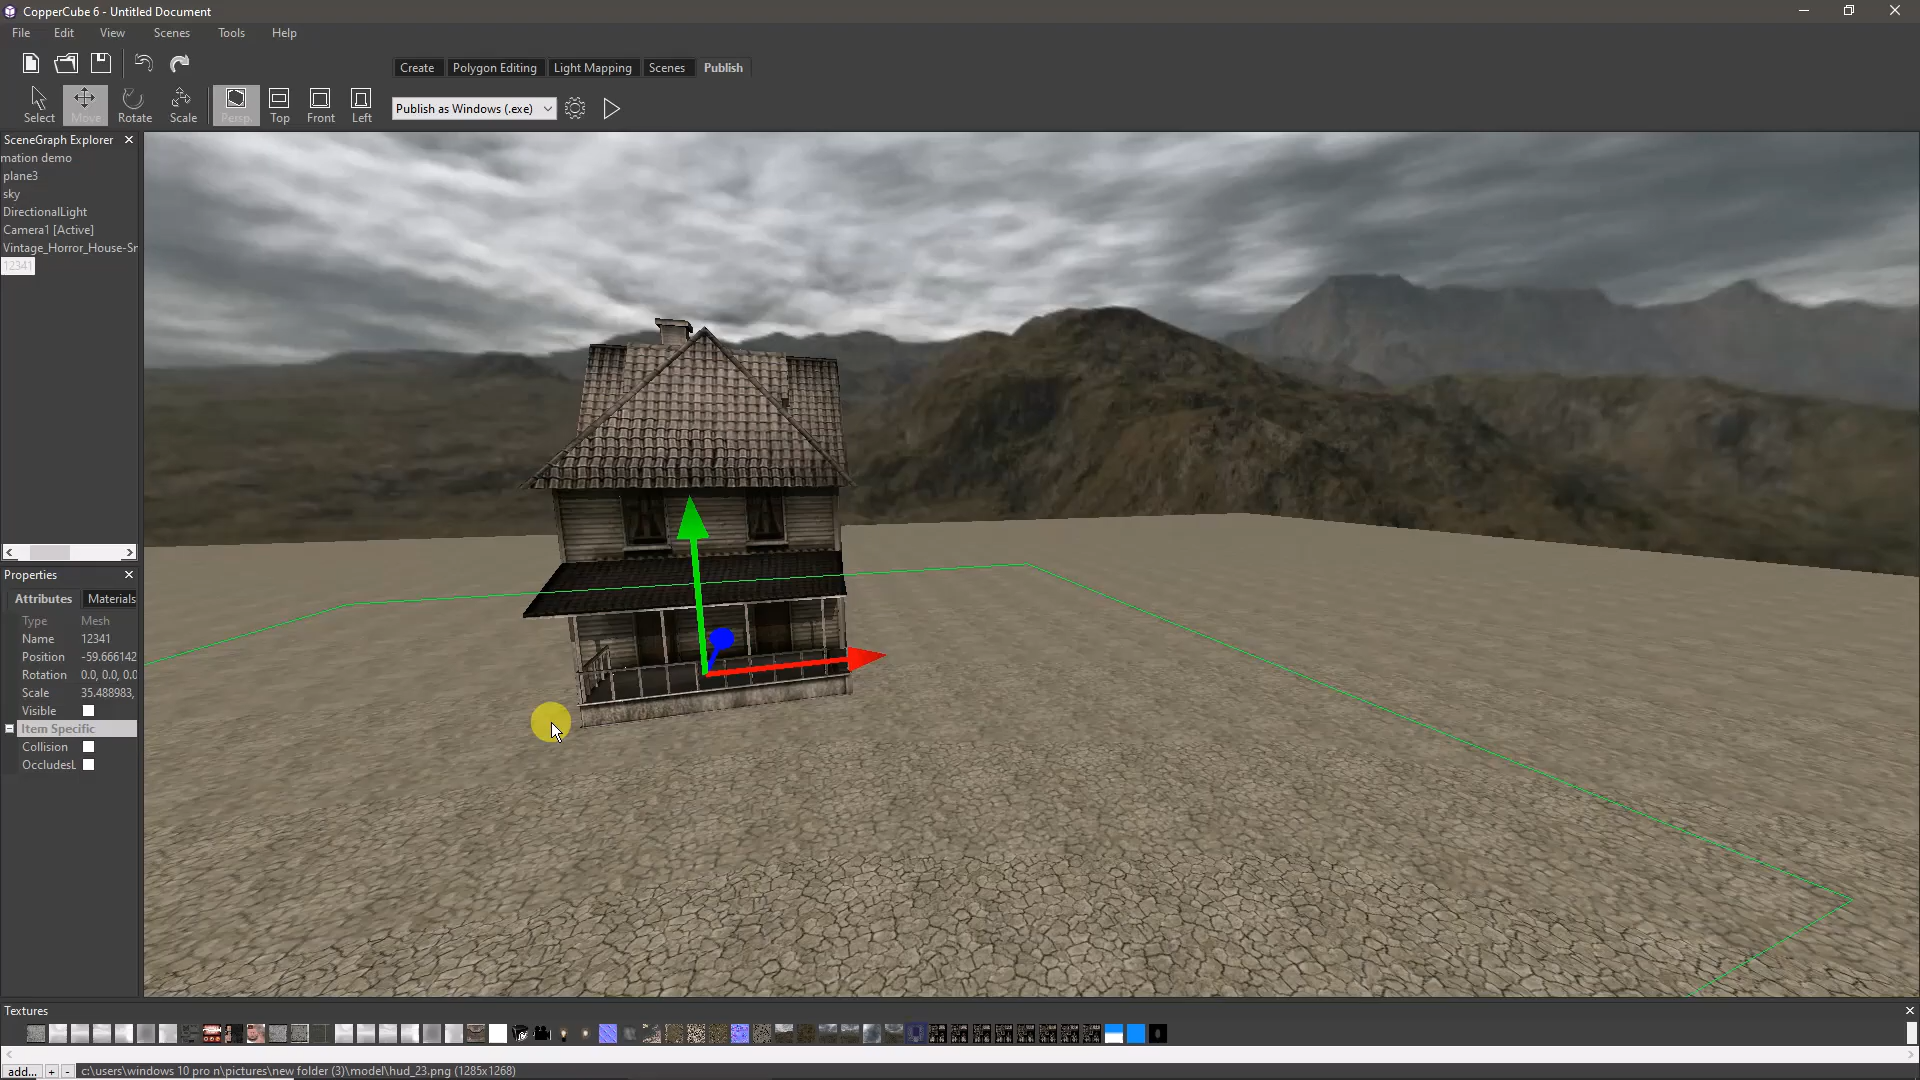 CopperCube 6 - Untitled Document
File Edit View Scenes Tools Help
Create Polygon Editing Light Mapping Scenes Publish
Select Move Rotate Scale Persp. Top Front Left Publish as Windows (.exe)
SceneGraph Explorer
mation demo
plane3
sky
DirectionalLight
Camera1 [Active]
Vintage_Horror_House-Sr
12341
Properties
Attributes Materials
Type Mesh
Name 12341
Position -59.666142
Rotation 0.0, 0.0, 0.0
Scale 35.488983,
Visible
Item Specific
Collision
OccludesL
Textures
add... + - c:\users\windows 10 pro n\pictures\new folder (3)\model\hud_23.png (1285x1268)